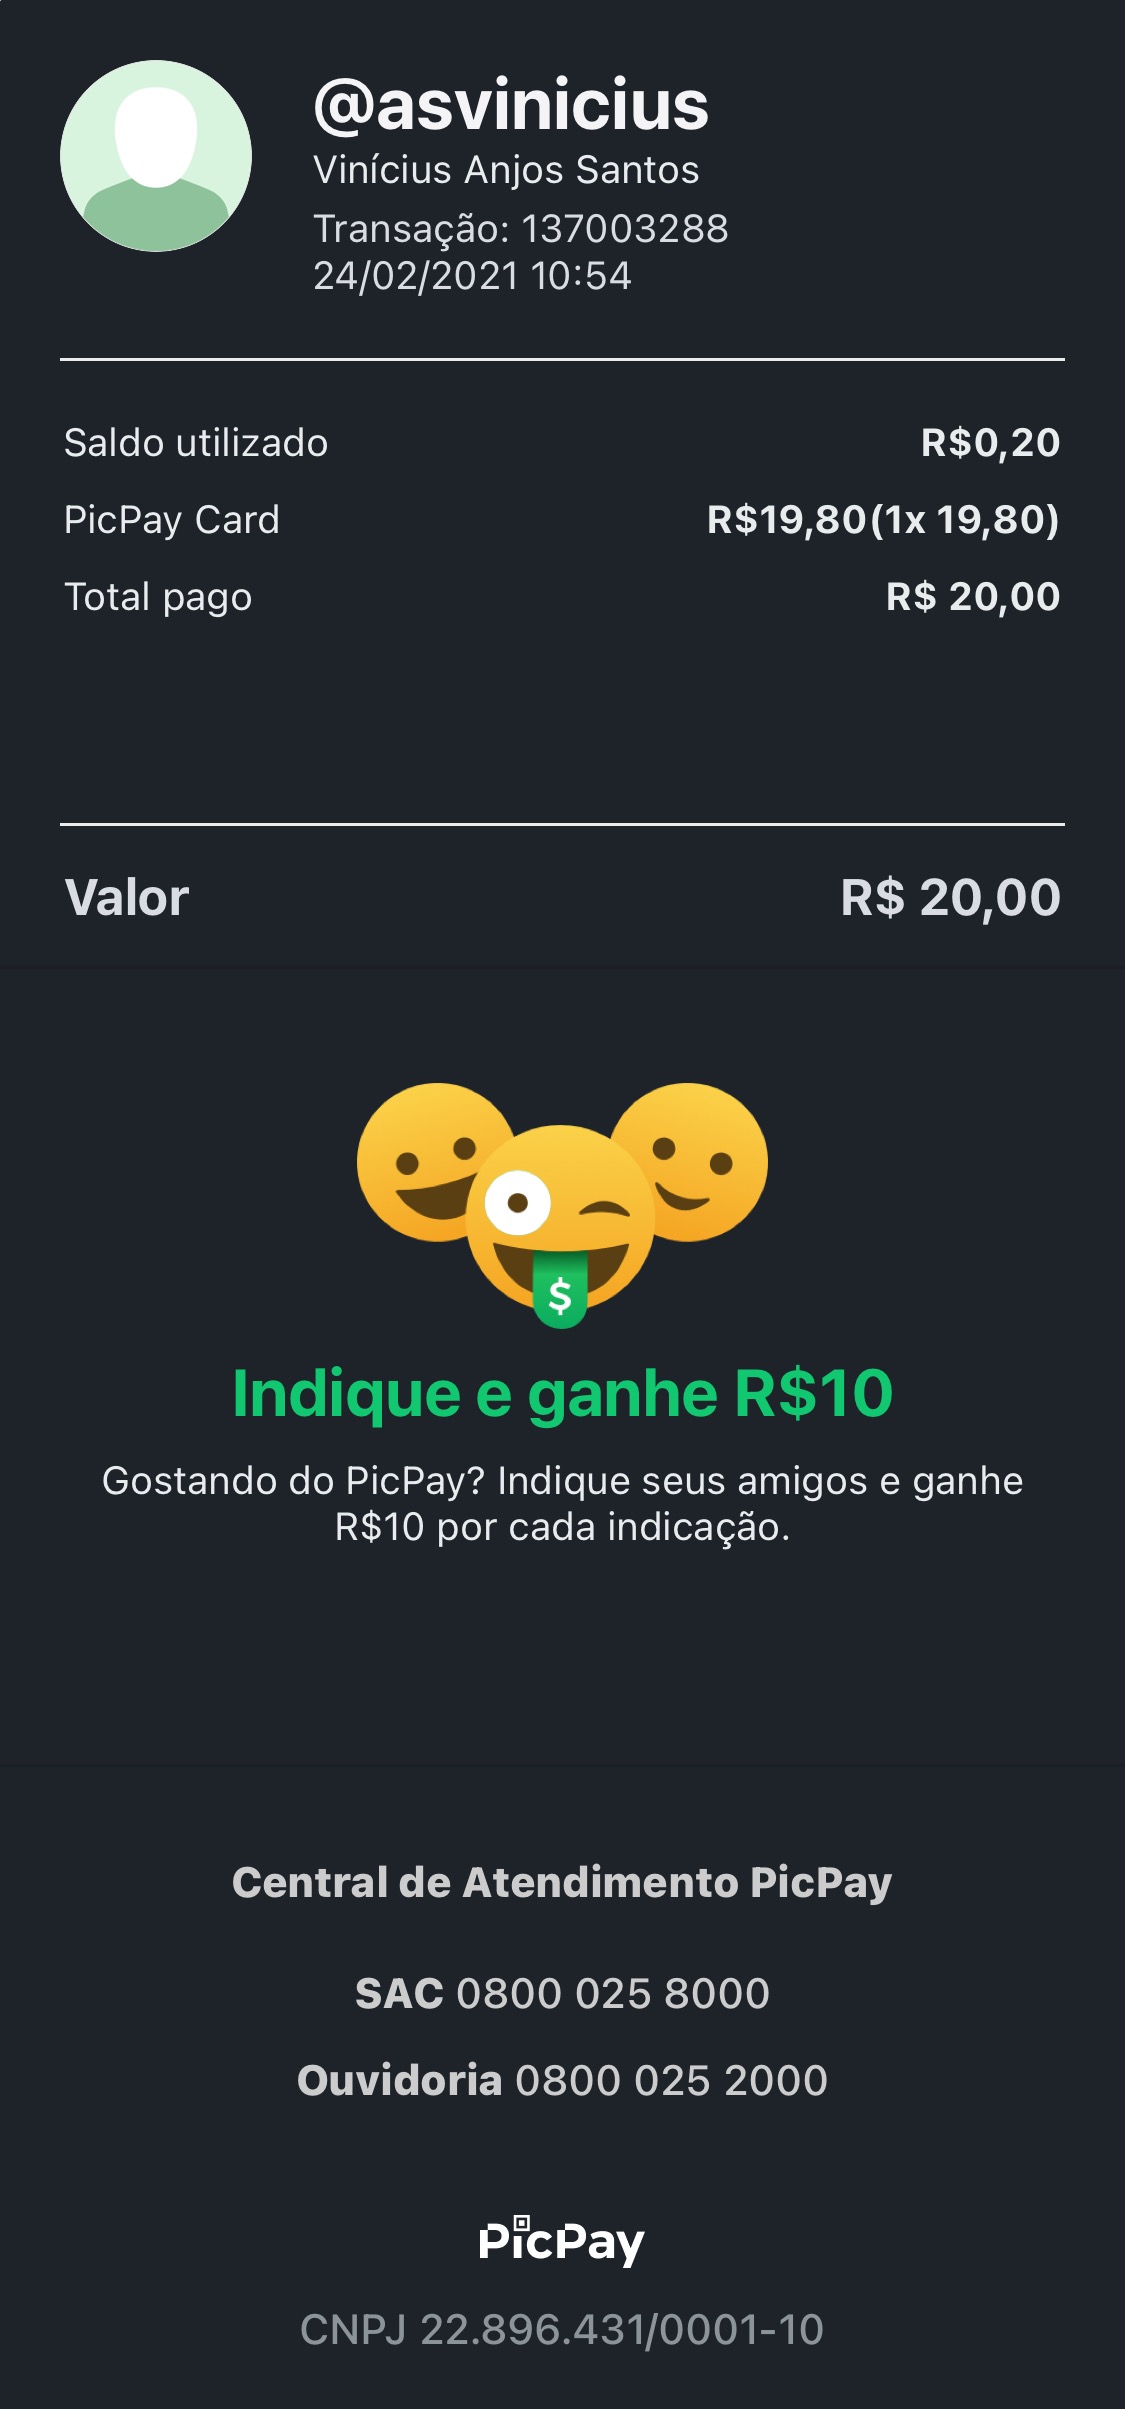 @asvinicius
Vinícius Anjos Santos
Transação: 137003288
24/02/2021 10:54
Saldo utilizado R$0,20
PicPay Card R$19,80(1x 19,80)
Total pago R$ 20,00
Valor R$ 20,00
$
Indique e ganhe R$10
Gostando do PicPay? Indique seus amigos e ganhe
R$10 por cada indicação.
Central de Atendimento PicPay
SAC 0800 025 8000
Ouvidoria 0800 025 2000
PicPay
CNPJ 22.896.431/0001-10